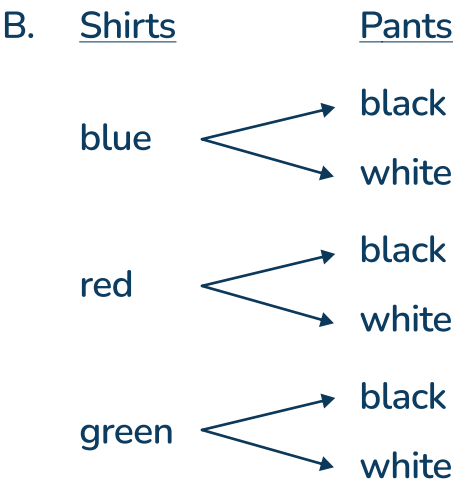 B. Shirts Pants
black
blue
white
black
red
white
black
green
white